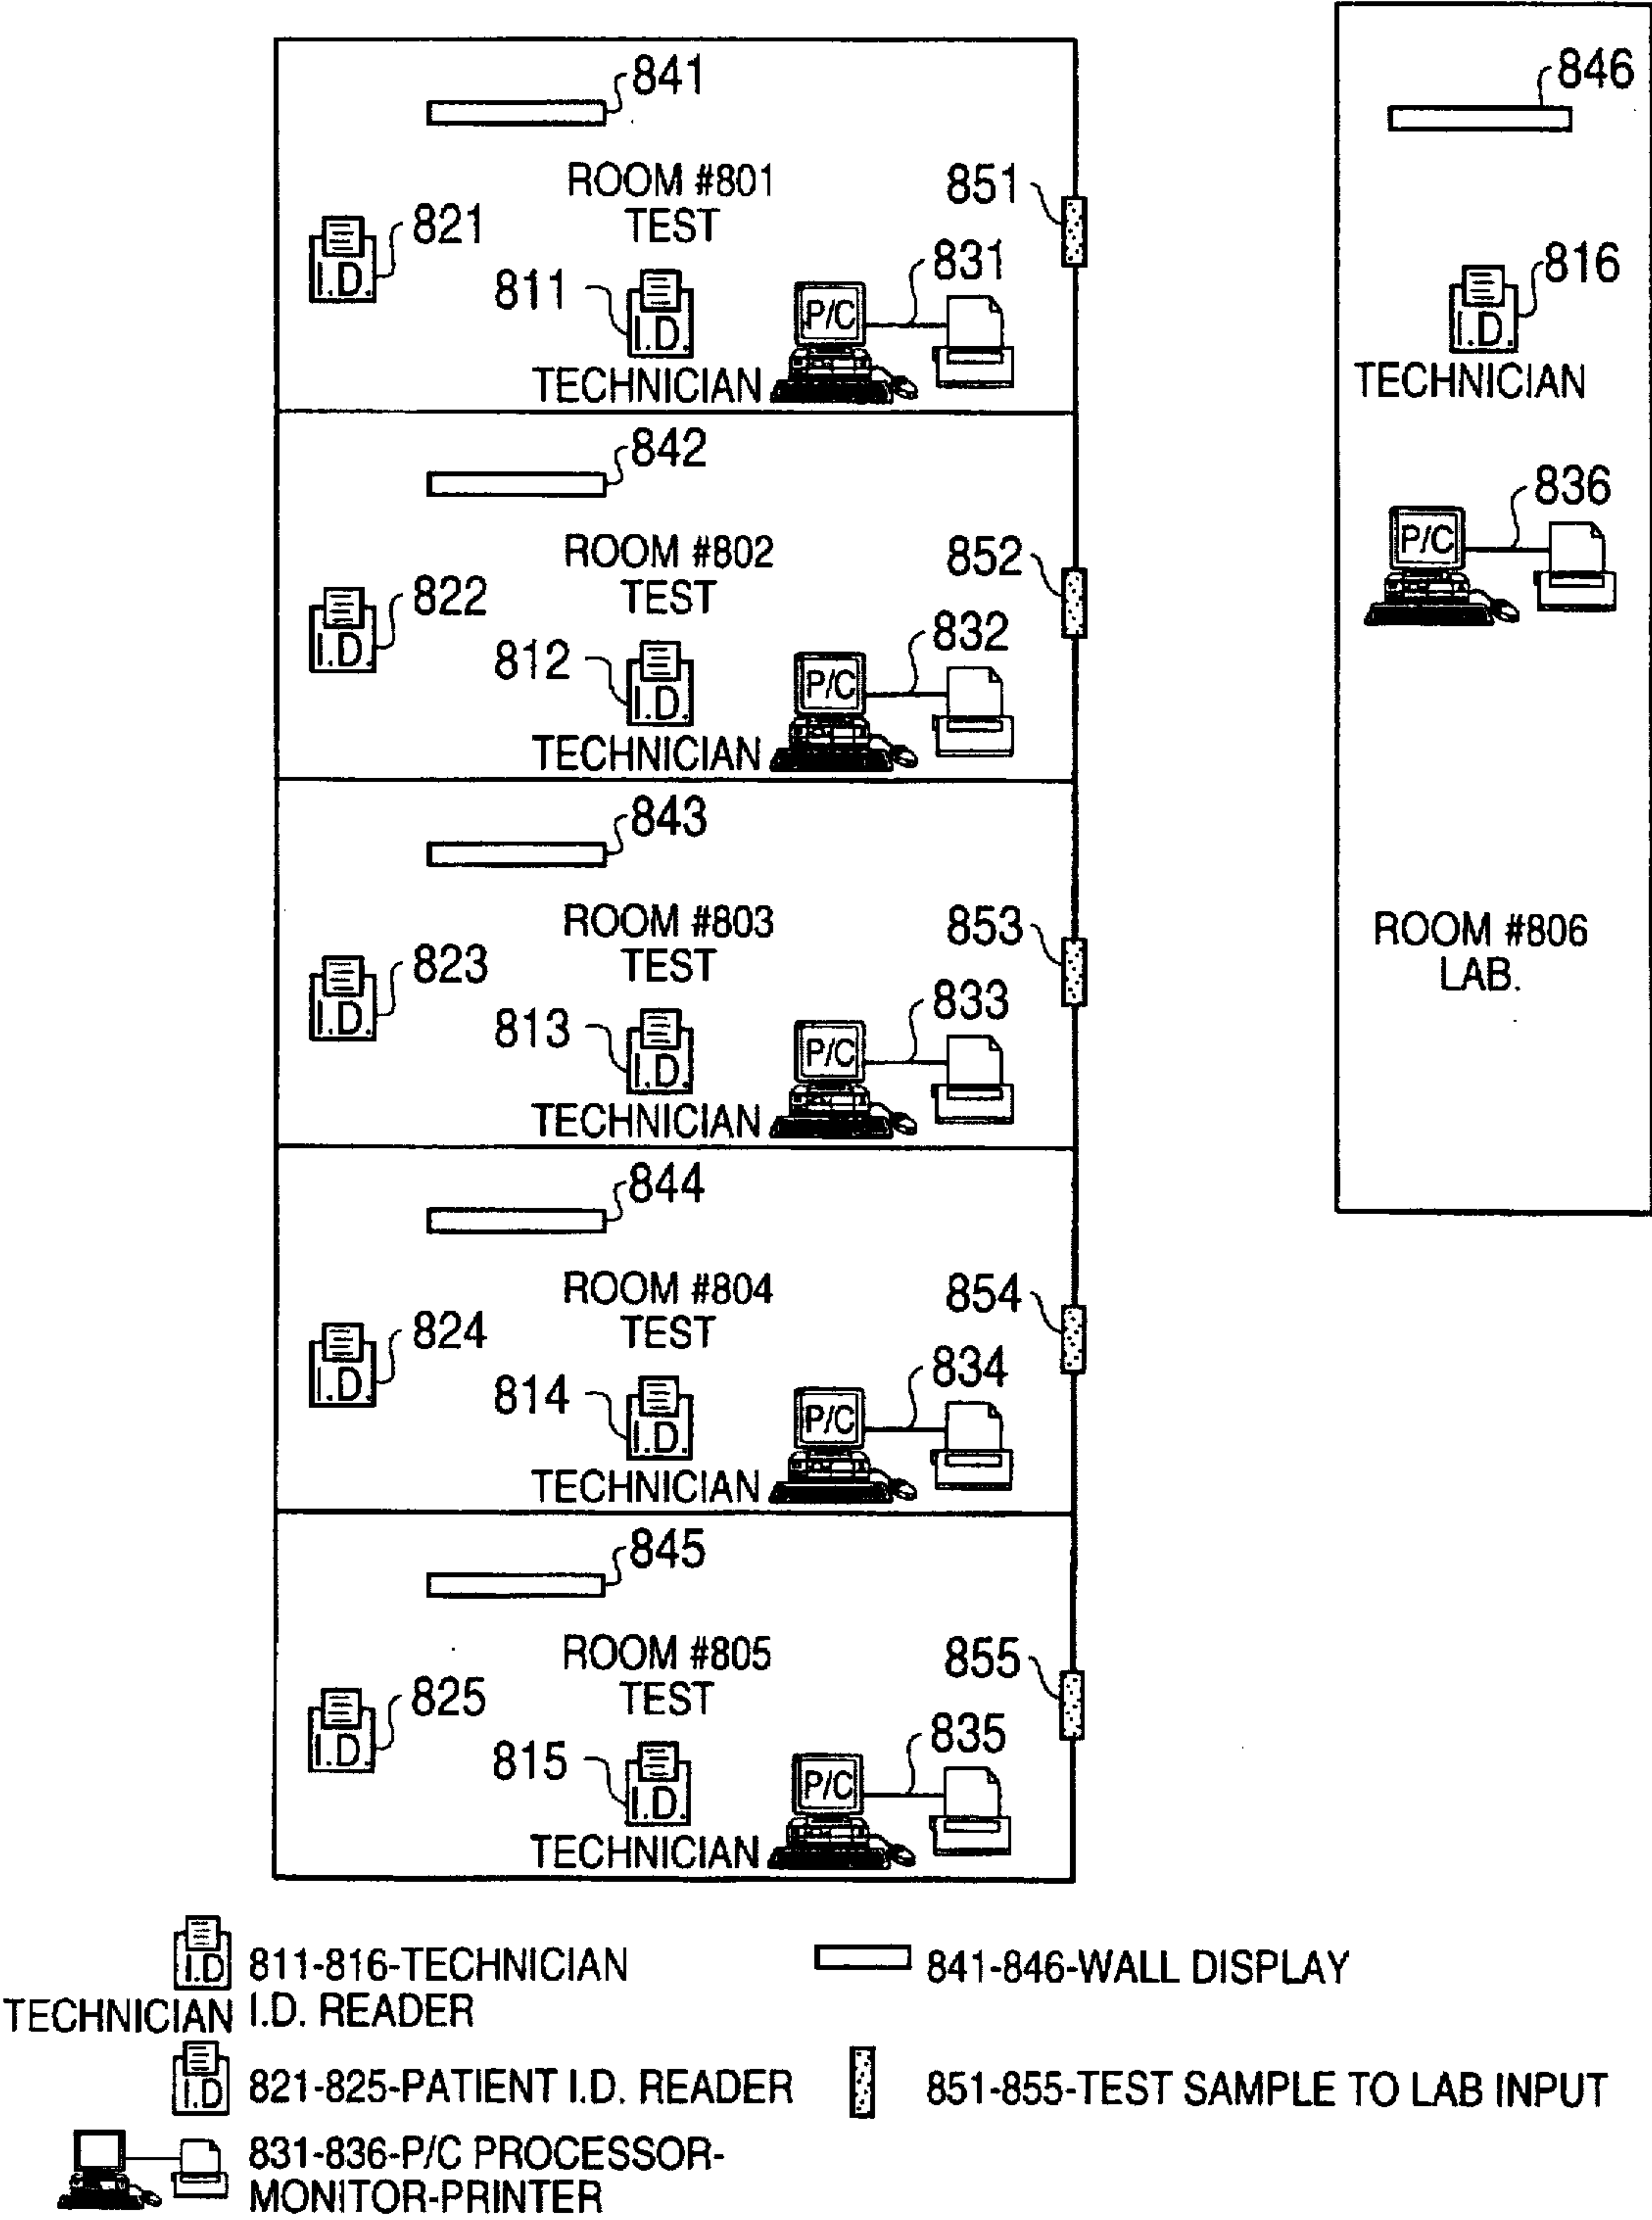 841
ROOM #801
TEST
851
821
I.D.
811
I.D.
TECHNICIAN
P/C
831
842
ROOM #802
TEST
852
822
I.D.
812
I.D.
TECHNICIAN
P/C
832
843
ROOM #803
TEST
853
823
I.D.
813
I.D.
TECHNICIAN
P/C
833
844
ROOM #804
TEST
854
824
I.D.
814
I.D.
TECHNICIAN
P/C
834
845
ROOM #805
TEST
855
825
I.D.
815
I.D.
TECHNICIAN
P/C
835
846
816
I.D.
TECHNICIAN
836
P/C
ROOM #806
LAB.
I.D
TECHNICIAN
811-816-TECHNICIAN
I.D. READER
I.D
821-825-PATIENT I.D. READER
831-836-P/C PROCESSOR-
MONITOR-PRINTER
841-846-WALL DISPLAY
851-855-TEST SAMPLE TO LAB INPUT